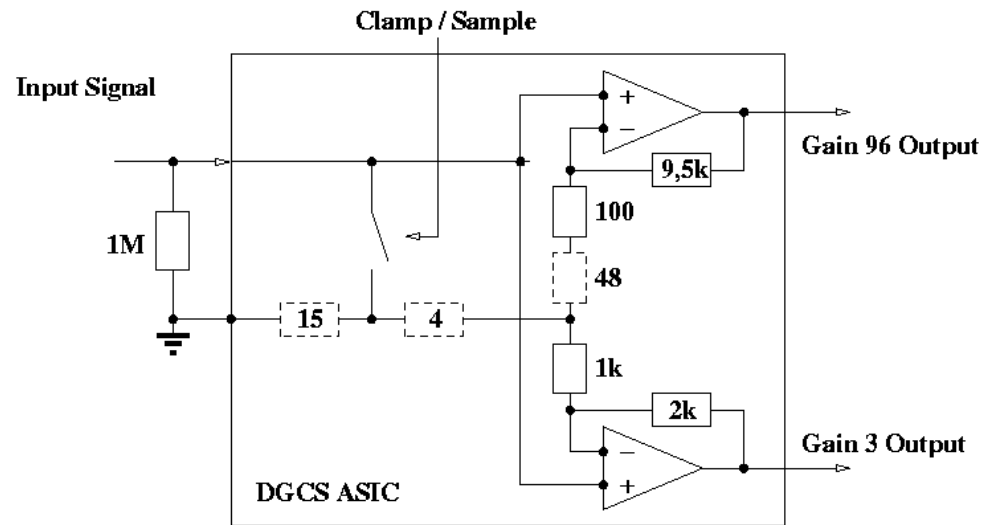 Clamp / Sample
Input Signal
+
−
Gain 96 Output
9,5k
100
1M
48
15
4
1k
2k
Gain 3 Output
−
+
DGCS ASIC